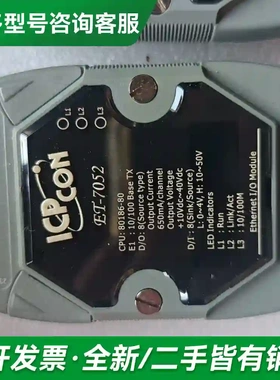 型号咨询客服
L1
L2
L3
ICP
CON
ET-7052
CPU: 80186-80
E1 : 10/100 Base TX
D/O: 8(Source type)
Output Current
650mA/channel
Output Voltage
+10Vdc~40Vdc
D/I : 8(Sink/Source)
L: 0~4V, H: 10~50V
LED Indicators
L1 : Run
L2 : Link/Act
L3 : 10/100M
Ethernet I/O Module
开发票·全新/二手皆有